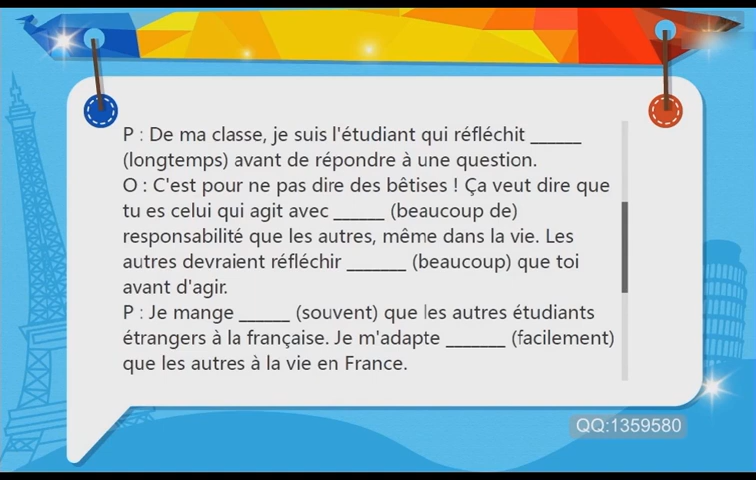 P : De ma classe, je suis l'étudiant qui réfléchit ______
(longtemps) avant de répondre à une question.
O : C'est pour ne pas dire des bêtises ! Ça veut dire que
tu es celui qui agit avec ______ (beaucoup de)
responsabilité que les autres, même dans la vie. Les
autres devraient réfléchir _______ (beaucoup) que toi
avant d'agir.
P : Je mange ______ (souvent) que les autres étudiants
étrangers à la française. Je m'adapte _______ (facilement)
que les autres à la vie en France.
QQ:1359580